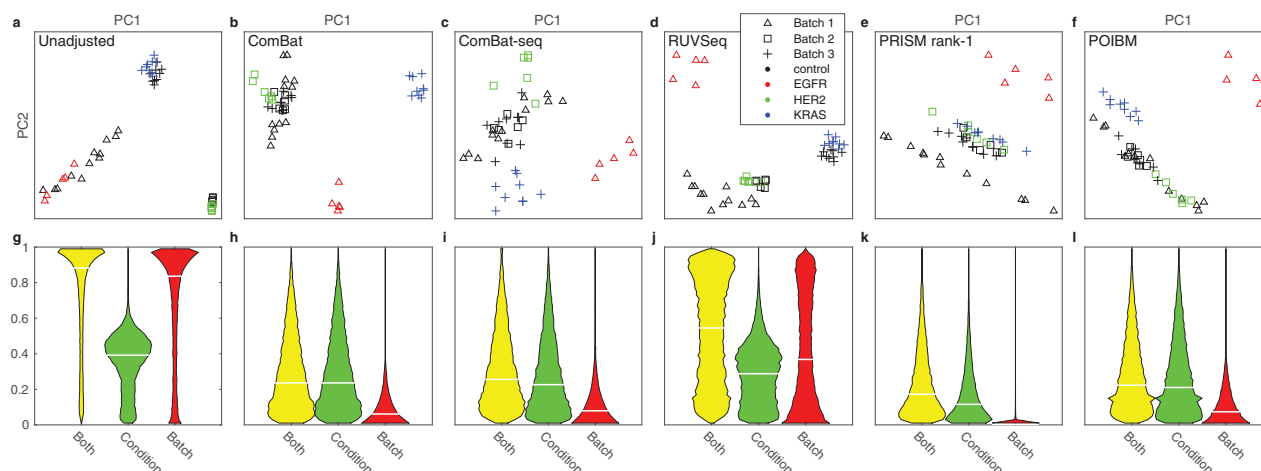 PC1
PC1
PC1
a
b
c
d
e
f
Unadjusted
ComBat
ComBat-seq
RUVSeq
PRISM rank-1
POIBM
Batch 1
Batch 2
Batch 3
control
EGFR
HER2
KRAS
PC2
g
h
i
j
k
l
1
0.8
0.6
0.4
0.2
0
Both
Condition
Batch
Both
Condition
Batch
Both
Condition
Batch
Both
Condition
Batch
Both
Condition
Batch
Both
Condition
Batch